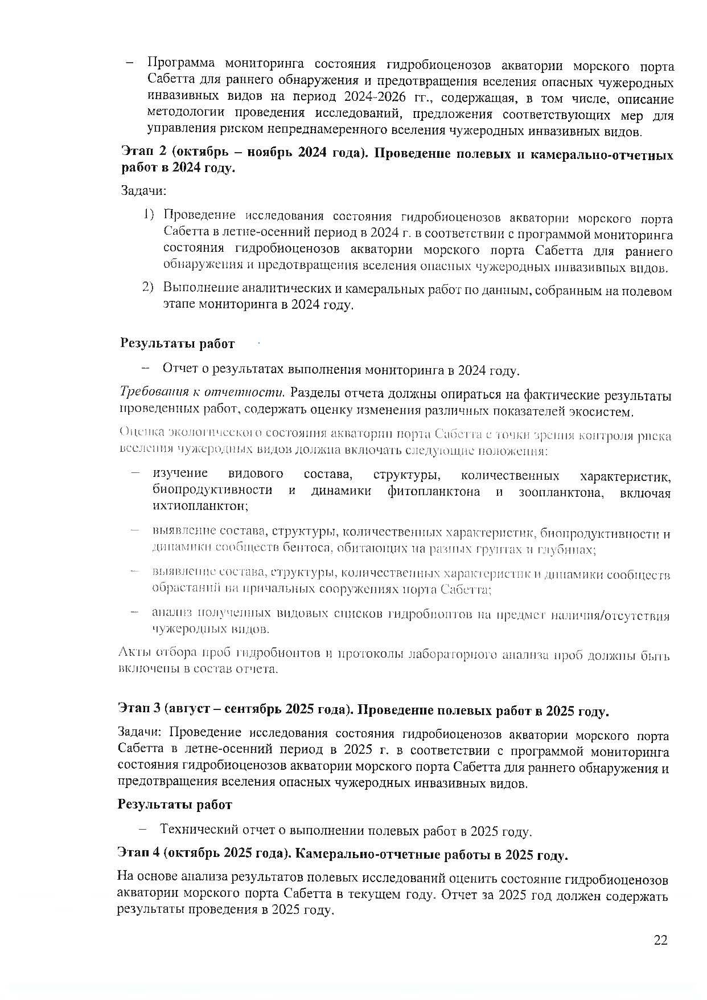 – Программа мониторинга состояния гидробиоценозов акватории морского порта
Сабетта для раннего обнаружения и предотвращения вселения опасных чужеродных
инвазивных видов на период 2024-2026 гг., содержащая, в том числе, описание
методологии проведения исследований, предложения соответствующих мер для
управления риском непреднамеренного вселения чужеродных инвазивных видов.
Этап 2 (октябрь – ноябрь 2024 года). Проведение полевых и камерально-отчетных
работ в 2024 году.
Задачи:
1) Проведение исследования состояния гидробиоценозов акватории морского порта
Сабетта в летне-осенний период в 2024 г. в соответствии с программой мониторинга
состояния гидробиоценозов акватории морского порта Сабетта для раннего
обнаружения и предотвращения вселения опасных чужеродных инвазивных видов.
2) Выполнение аналитических и камеральных работ по данным, собранным на полевом
этапе мониторинга в 2024 году.
Результаты работ
– Отчет о результатах выполнения мониторинга в 2024 году.
Требования к отчетности. Разделы отчета должны опираться на фактические результаты
проведенных работ, содержать оценку изменения различных показателей экосистем.
Оценка экологического состояния акватории порта Сабетта с точки зрения контроля риска
вселения чужеродных видов должна включать следующие положения:
– изучение видового состава, структуры, количественных характеристик,
биопродуктивности и динамики фитопланктона и зоопланктона, включая
ихтиопланктон;
– выявление состава, структуры, количественных характеристик, биопродуктивности и
динамики сообществ бентоса, обитающих на разных грунтах и глубинах;
– выявление состава, структуры, количественных характеристик и динамики сообществ
обрастаний на причальных сооружениях порта Сабетта;
– анализ полученных видовых списков гидробионтов на предмет наличия/отсутствия
чужеродных видов.
Акты отбора проб гидробионтов и протоколы лабораторного анализа проб должны быть
включены в состав отчета.
Этап 3 (август – сентябрь 2025 года). Проведение полевых работ в 2025 году.
Задачи: Проведение исследования состояния гидробиоценозов акватории морского порта
Сабетта в летне-осенний период в 2025 г. в соответствии с программой мониторинга
состояния гидробиоценозов акватории морского порта Сабетта для раннего обнаружения и
предотвращения вселения опасных чужеродных инвазивных видов.
Результаты работ
– Технический отчет о выполнении полевых работ в 2025 году.
Этап 4 (октябрь 2025 года). Камерально-отчетные работы в 2025 году.
На основе анализа результатов полевых исследований оценить состояние гидробиоценозов
акватории морского порта Сабетта в текущем году. Отчет за 2025 год должен содержать
результаты проведения в 2025 году.
22